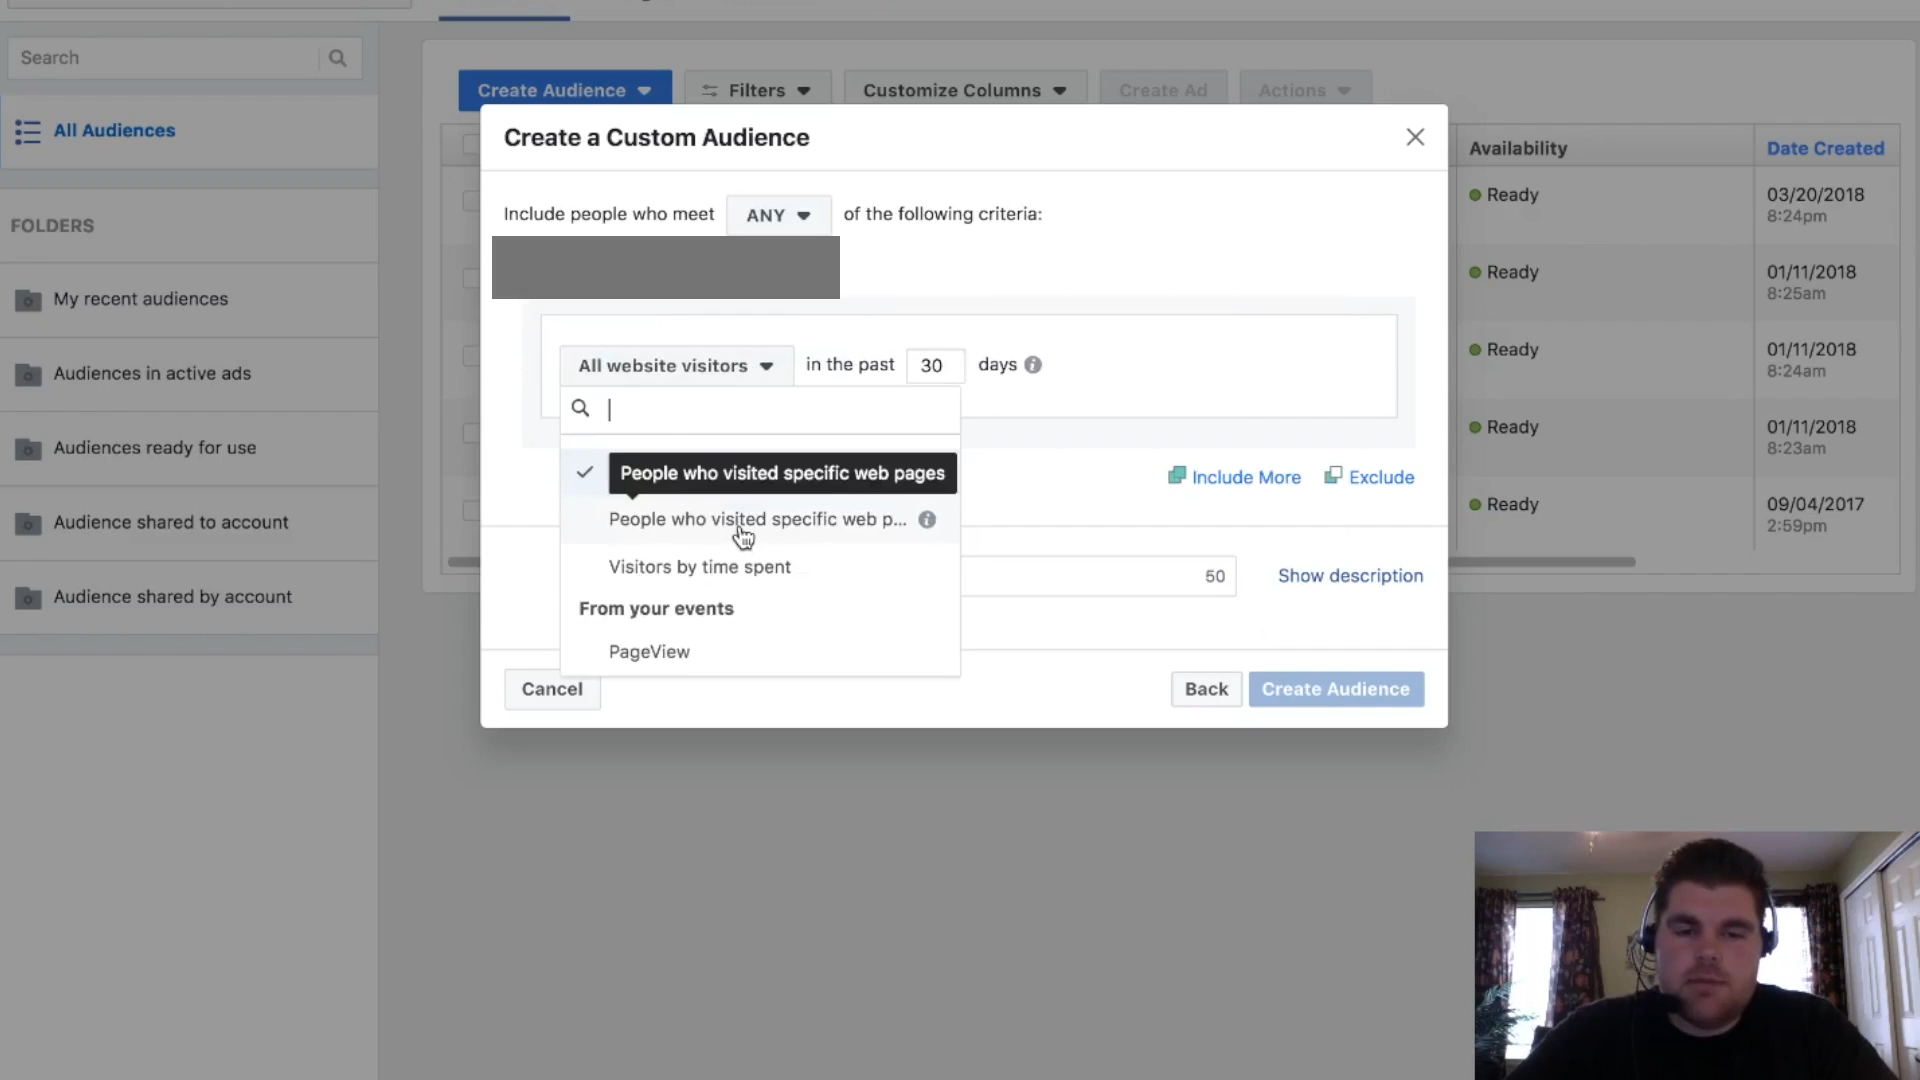 Search
All Audiences
FOLDERS
My recent audiences
Audiences in active ads
Audiences ready for use
Audience shared to account
Audience shared by account
Create Audience
Filters
Customize Columns
Create Ad
Actions
Availability
Date Created
Ready
03/20/2018
8:24pm
Ready
01/11/2018
8:25am
Ready
01/11/2018
8:24am
Ready
01/11/2018
8:23am
Ready
09/04/2017
2:59pm
Create a Custom Audience
Include people who meet ANY of the following criteria:
All website visitors in the past 30 days
People who visited specific web pages
People who visited specific web p...
Visitors by time spent
From your events
PageView
Include More
Exclude
50
Show description
Cancel
Back
Create Audience